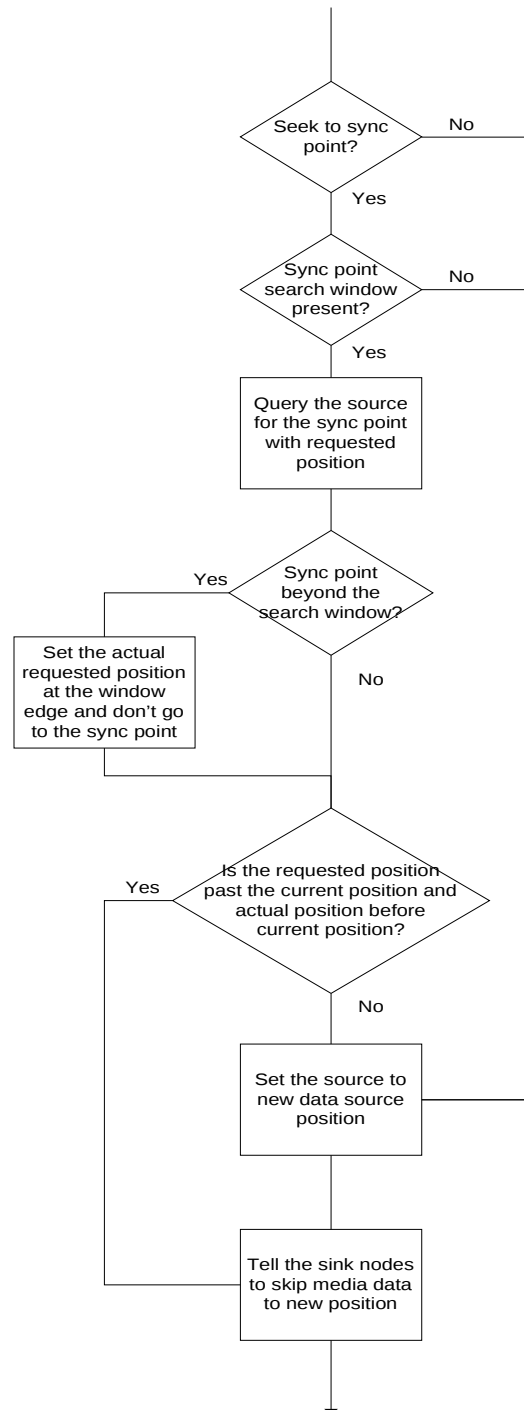 Seek to sync
point?
No
Yes
Sync point
search window
present?
No
Yes
Query the source
for the sync point
with requested
position
Yes
Sync point
beyond the
search window?
Set the actual
requested position
at the window
edge and don't go
to the sync point
No
Is the requested position
past the current position and
actual position before
current position?
Yes
No
Set the source to
new data source
position
Tell the sink nodes
to skip media data
to new position